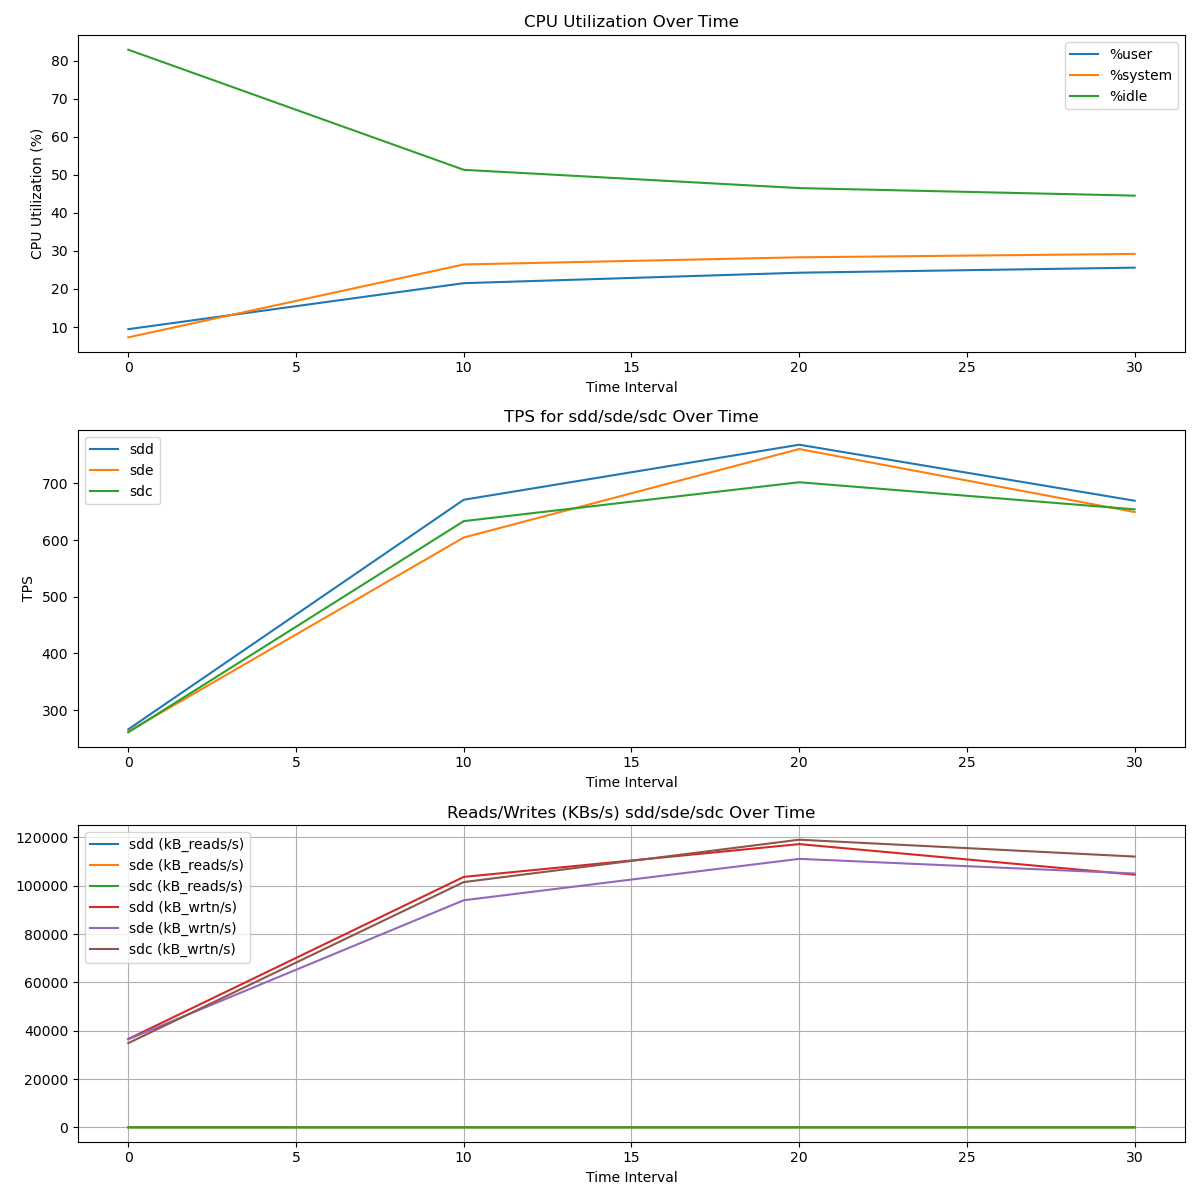 CPU Utilization Over Time
CPU Utilization (%)
80
70
60
50
40
30
20
10
%user
%system
%idle
0 5 10 15 20 25 30
Time Interval
TPS for sdd/sde/sdc Over Time
TPS
700
600
500
400
300
sdd
sde
sdc
0 5 10 15 20 25 30
Time Interval
Reads/Writes (KBs/s) sdd/sde/sdc Over Time
120000
100000
80000
60000
40000
20000
0
sdd (kB_reads/s)
sde (kB_reads/s)
sdc (kB_reads/s)
sdd (kB_wrtn/s)
sde (kB_wrtn/s)
sdc (kB_wrtn/s)
0 5 10 15 20 25 30
Time Interval